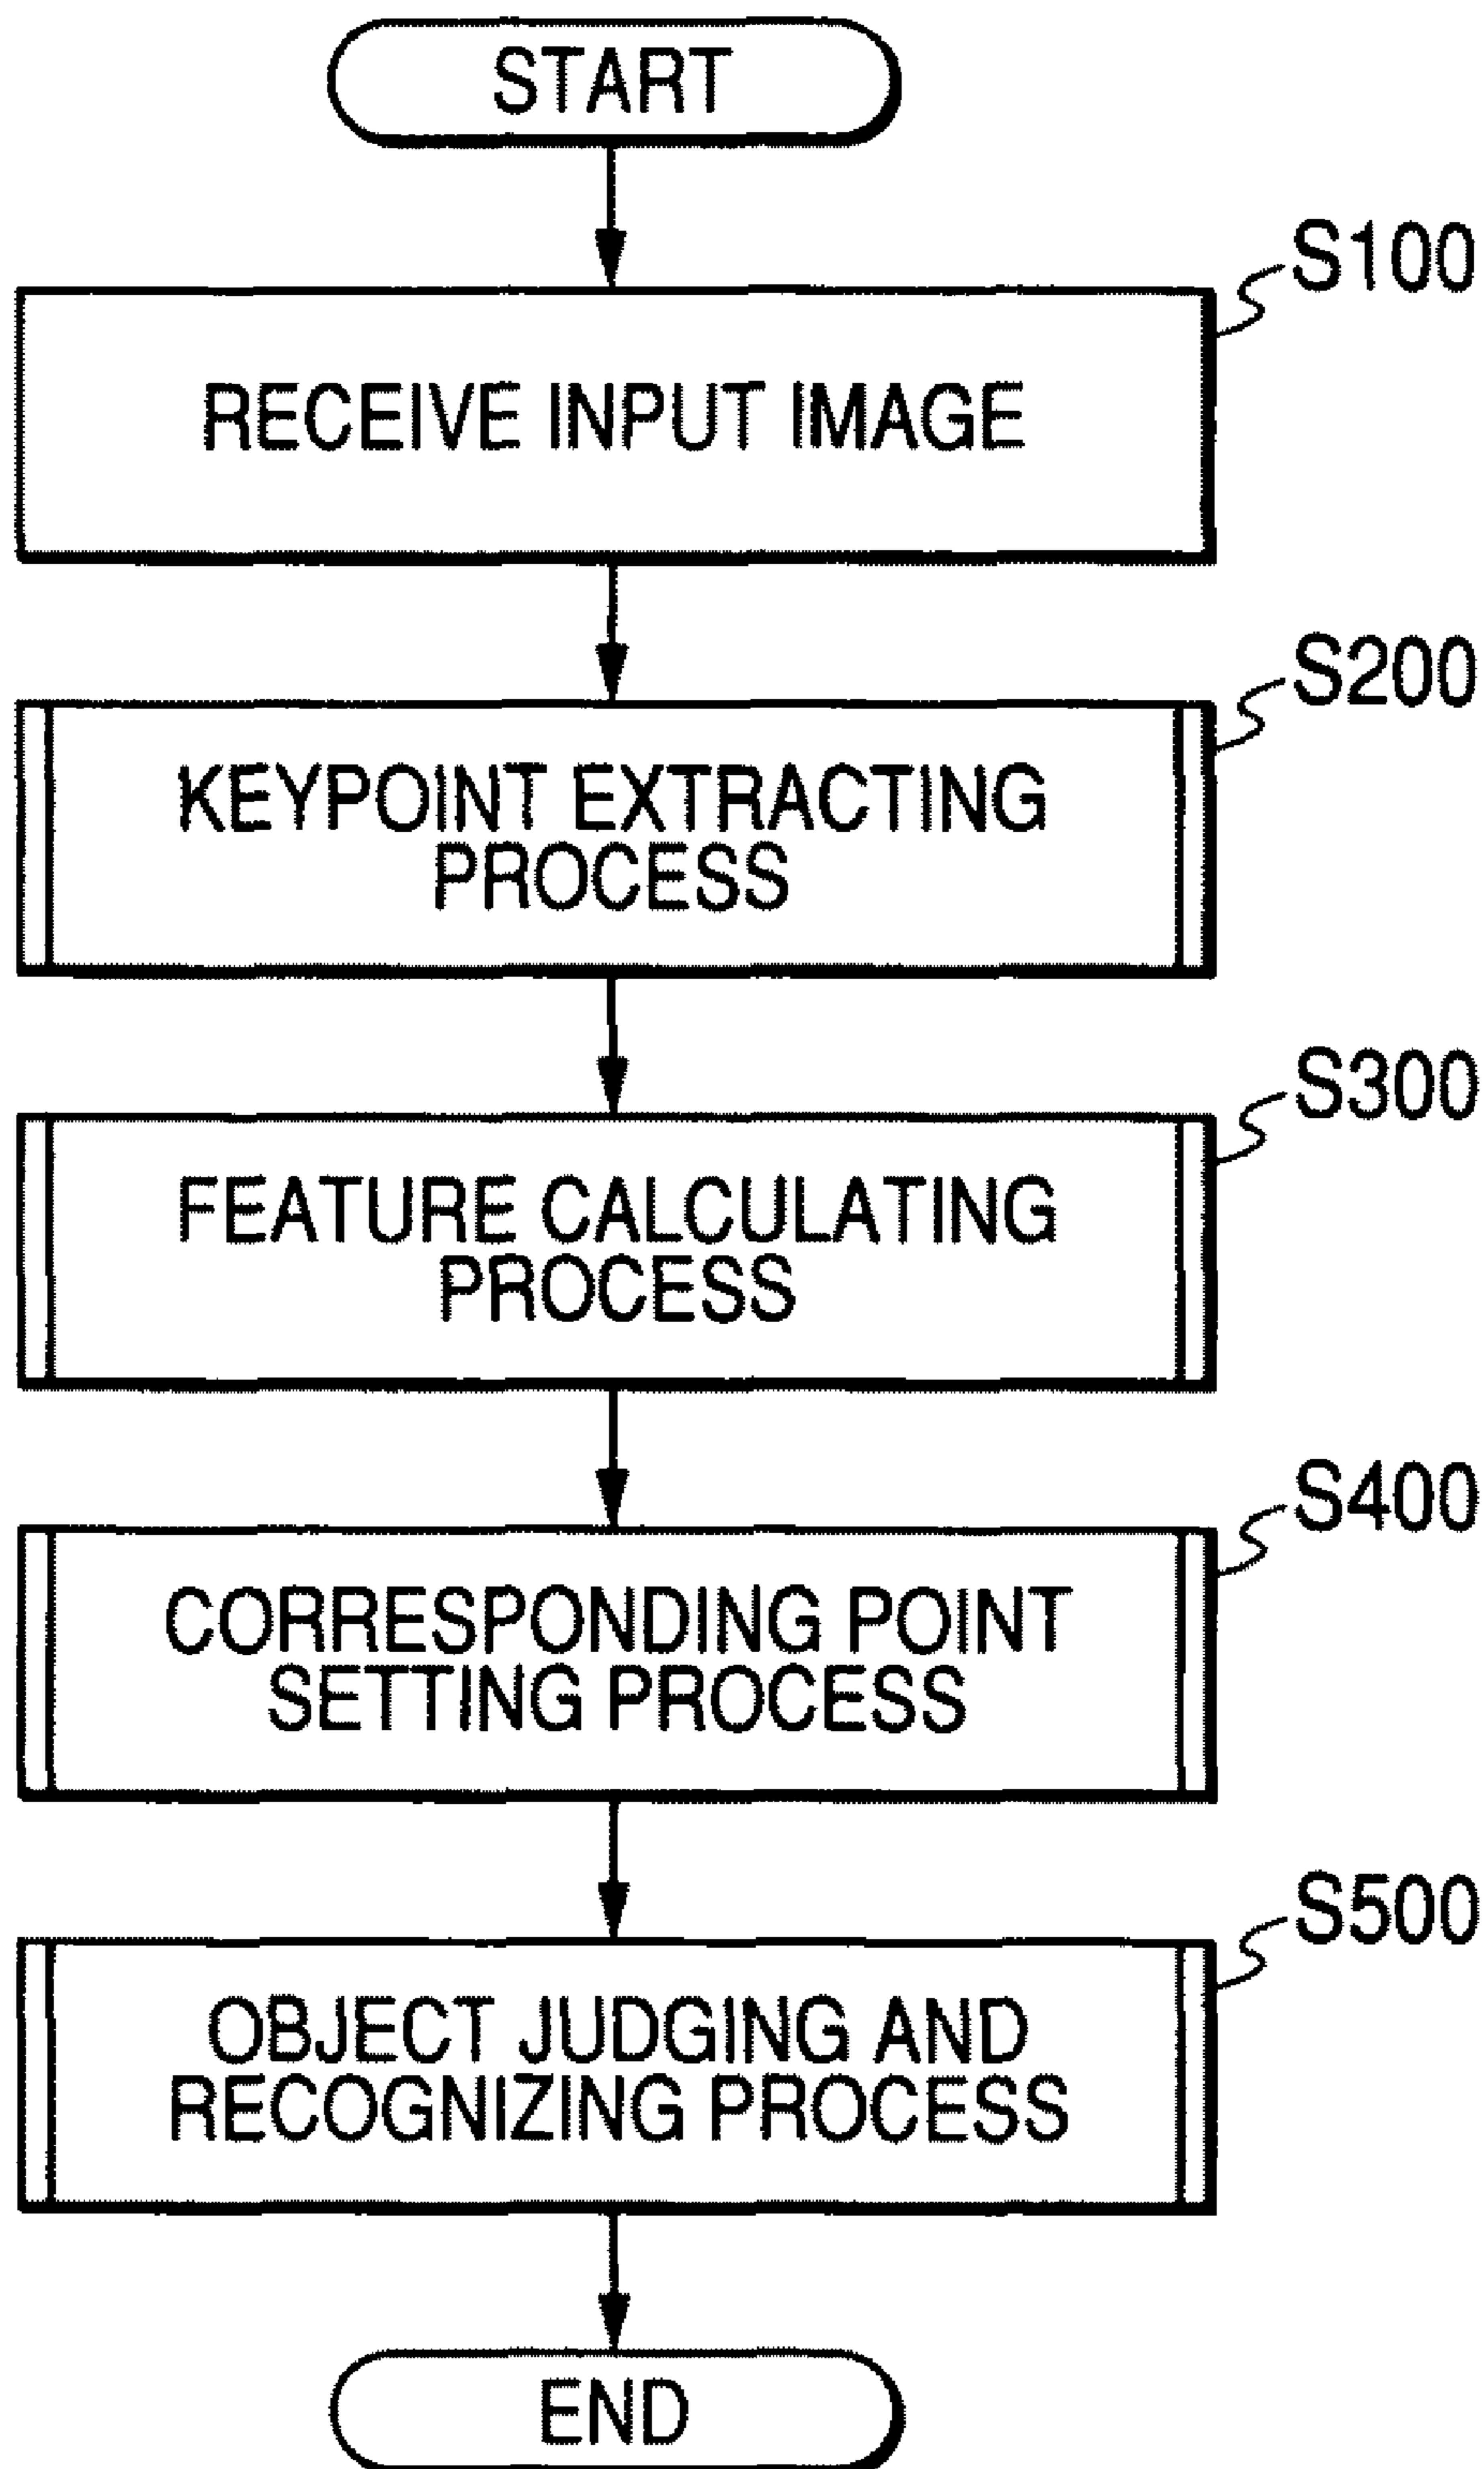 START
S100
RECEIVE INPUT IMAGE
S200
KEYPOINT EXTRACTING
PROCESS
S300
FEATURE CALCULATING
PROCESS
S400
CORRESPONDING POINT
SETTING PROCESS
S500
OBJECT JUDGING AND
RECOGNIZING PROCESS
END